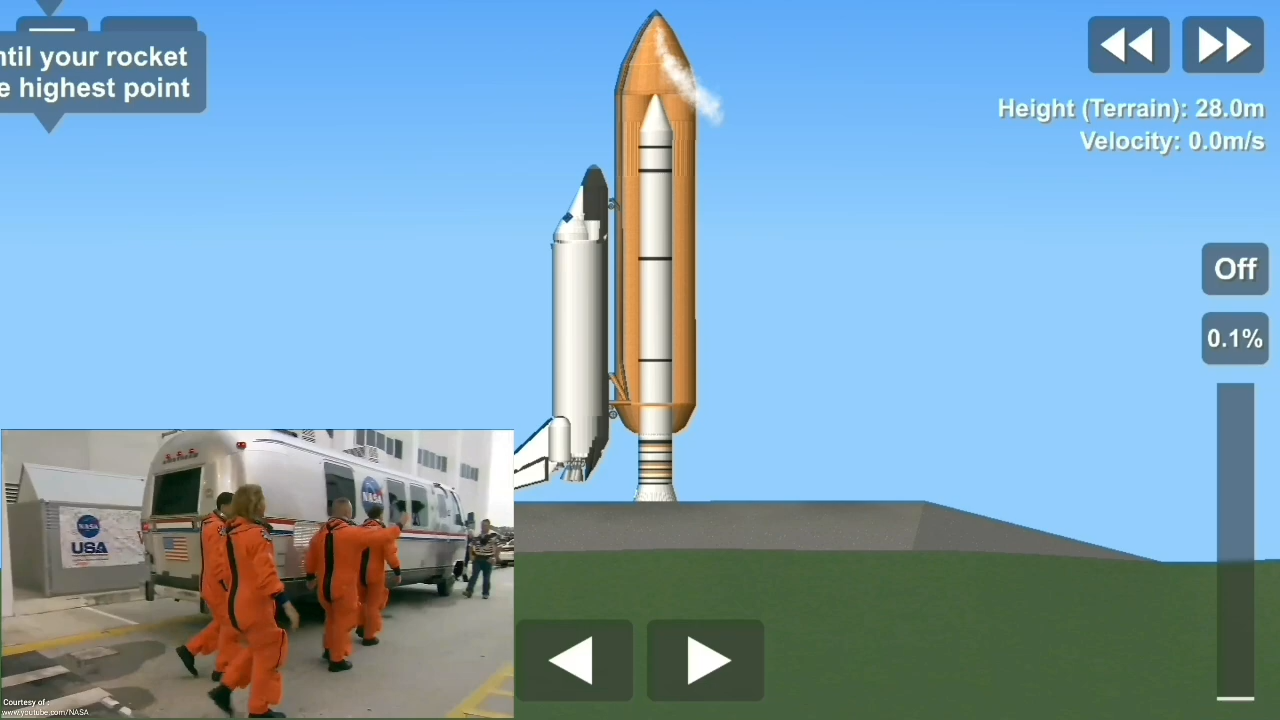 ntil your rocket
e highest point
Height (Terrain): 28.0m
Velocity: 0.0m/s
Off
0.1%
NASA
NASA
USA
Courtesy of :
www.youtube.com/NASA